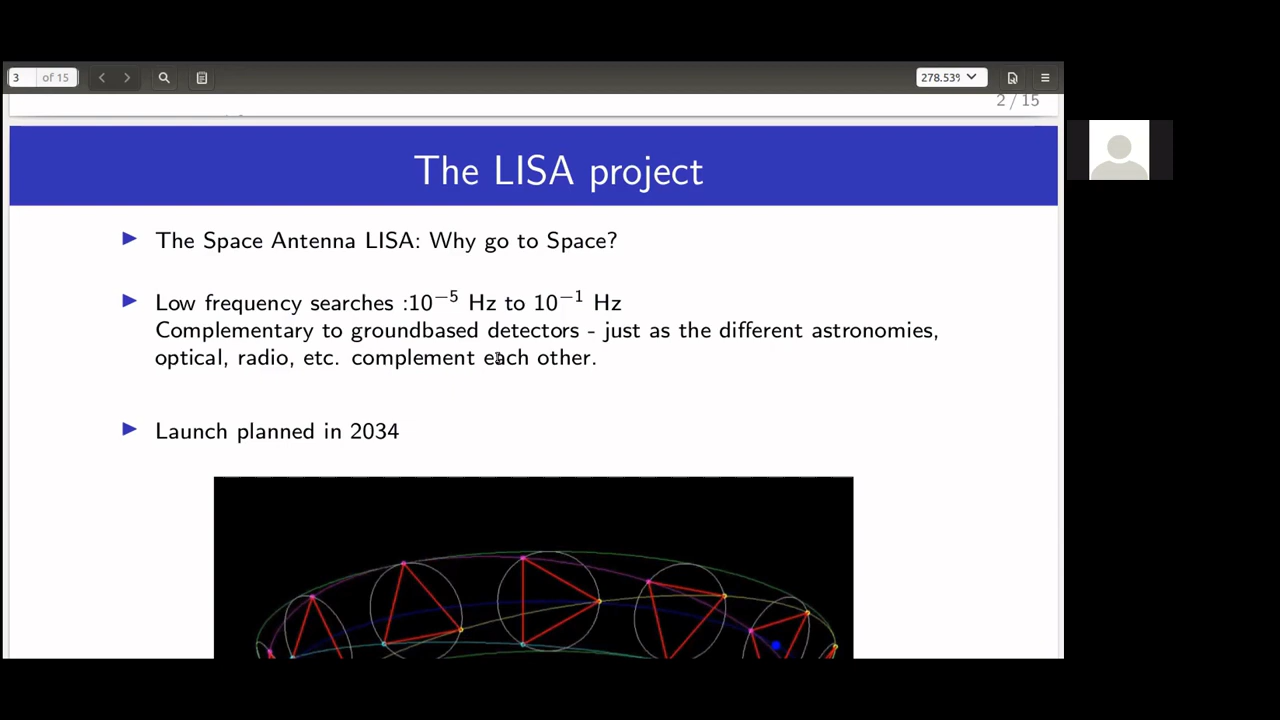 3 of 15
278.53%
2 / 15
The LISA project
The Space Antenna LISA: Why go to Space?
Low frequency searches :10⁻⁵ Hz to 10⁻¹ Hz
Complementary to groundbased detectors - just as the different astronomies,
optical, radio, etc. complement each other.
Launch planned in 2034